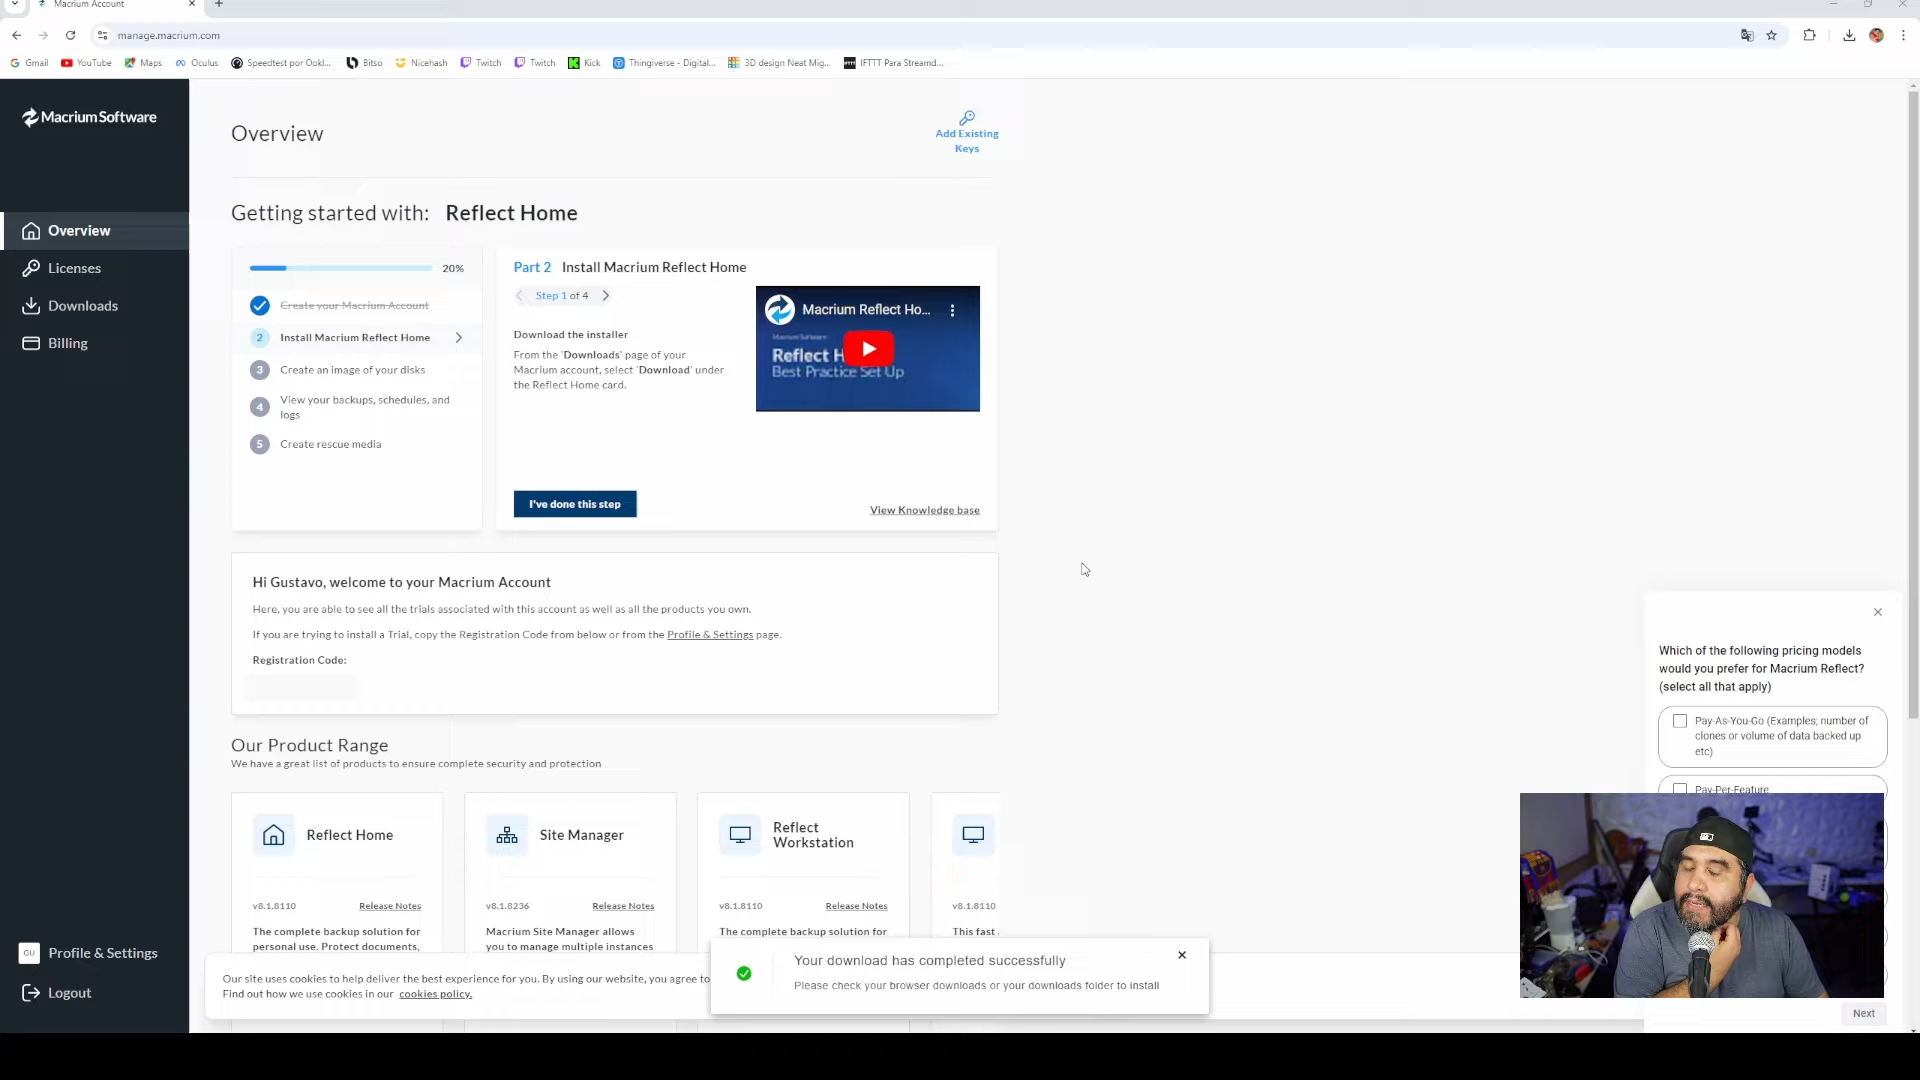 Macrium Account
manage.macrium.com
Gmail
YouTube
Maps
Oculus
Speedtest por Ookl...
Bitso
Nicehash
Twitch
Twitch
Kick
Thingiverse - Digital...
3D design Neat Mig...
IFTTT Para Streamd...
Macrium Software
Overview
Licenses
Downloads
Billing
GU Profile & Settings
Logout
Overview
Add Existing
Keys
Getting started with: Reflect Home
20%
Create your Macrium Account
2 Install Macrium Reflect Home
3 Create an image of your disks
4 View your backups, schedules, and
logs
5 Create rescue media
Part 2 Install Macrium Reflect Home
Step 1 of 4
Download the installer
From the 'Downloads' page of your
Macrium account, select 'Download' under
the Reflect Home card.
Macrium Reflect Ho...
Macrium Software
Reflect H
Best Practice Set Up
I've done this step
View Knowledge base
Hi Gustavo, welcome to your Macrium Account
Here, you are able to see all the trials associated with this account as well as all the products you own.
If you are trying to install a Trial, copy the Registration Code from below or from the Profile & Settings page.
Registration Code:
Our Product Range
We have a great list of products to ensure complete security and protection
Reflect Home
v8.1.8110 Release Notes
The complete backup solution for
personal use. Protect documents,
Site Manager
v8.1.8236 Release Notes
Macrium Site Manager allows
you to manage multiple instances
Reflect
Workstation
v8.1.8110 Release Notes
The complete backup solution for
v8.1.8110
This fast
Our site uses cookies to help deliver the best experience for you. By using our website, you agree to
Find out how we use cookies in our cookies policy.
Your download has completed successfully
Please check your browser downloads or your downloads folder to install
Which of the following pricing models
would you prefer for Macrium Reflect?
(select all that apply)
Pay-As-You-Go (Examples; number of
clones or volume of data backed up
etc)
Pay-Per-Feature
Next